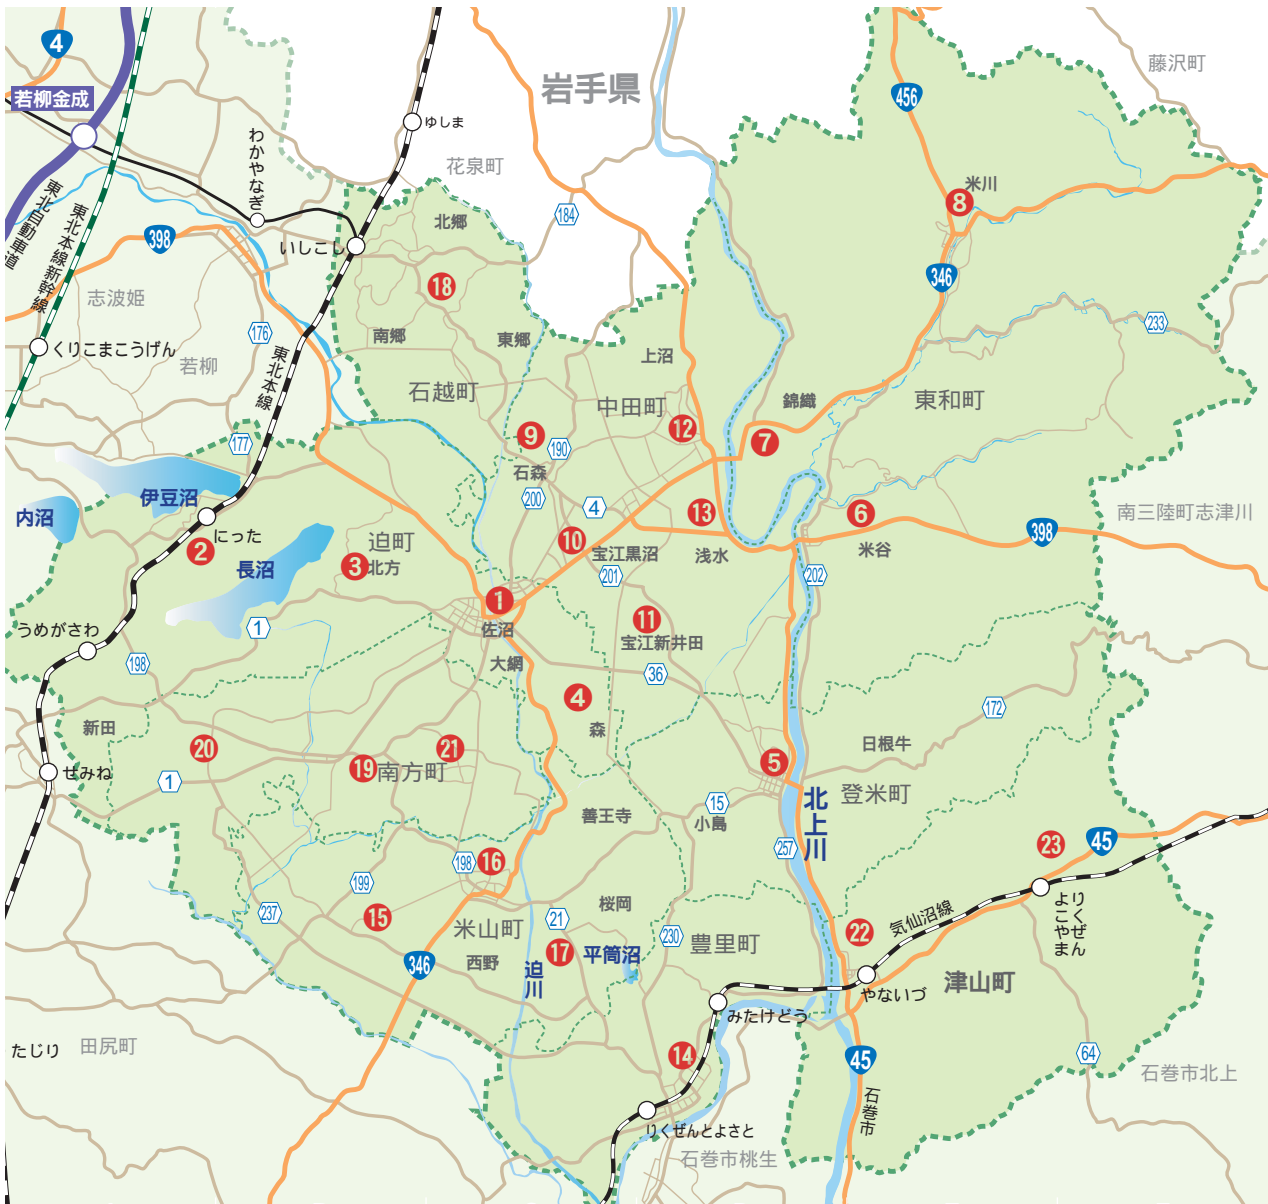 4
岩手県
藤沢町
若柳金成
456
ゆしま
わかやなぎ
花泉町
米川
8
東北自動車道
東北本線新幹線
184
北郷
398
いしこし
346
18
志波姫
南郷
東郷
233
176
くりこまこうげん
若柳
東北本線
上沼
石越町
中田町
錦織
東和町
177
9
12
7
190
石森
伊豆沼
200
4
13
6
内沼
南三陸町志津川
にった
迫町
10
398
2
3
北方
宝江黒沼
浅水
米谷
長沼
201
202
1
11
うめがさわ
1
佐沼
宝江新井田
198
大網
36
4
172
新田
森
20
21
日根牛
せみね
19
南方町
5
1
登米町
15
北上川
善王寺
小島
23
45
16
257
198
199
りくぜん
よこやまん
237
桜岡
気仙沼線
15
21
22
米山町
230
豊里町
17
平筒沼
346
西野
迫川
津山町
やないづ
みたけどう
たじり
田尻町
14
45
64
石巻市北上
石巻市
りくぜんとよさと
石巻市桃生